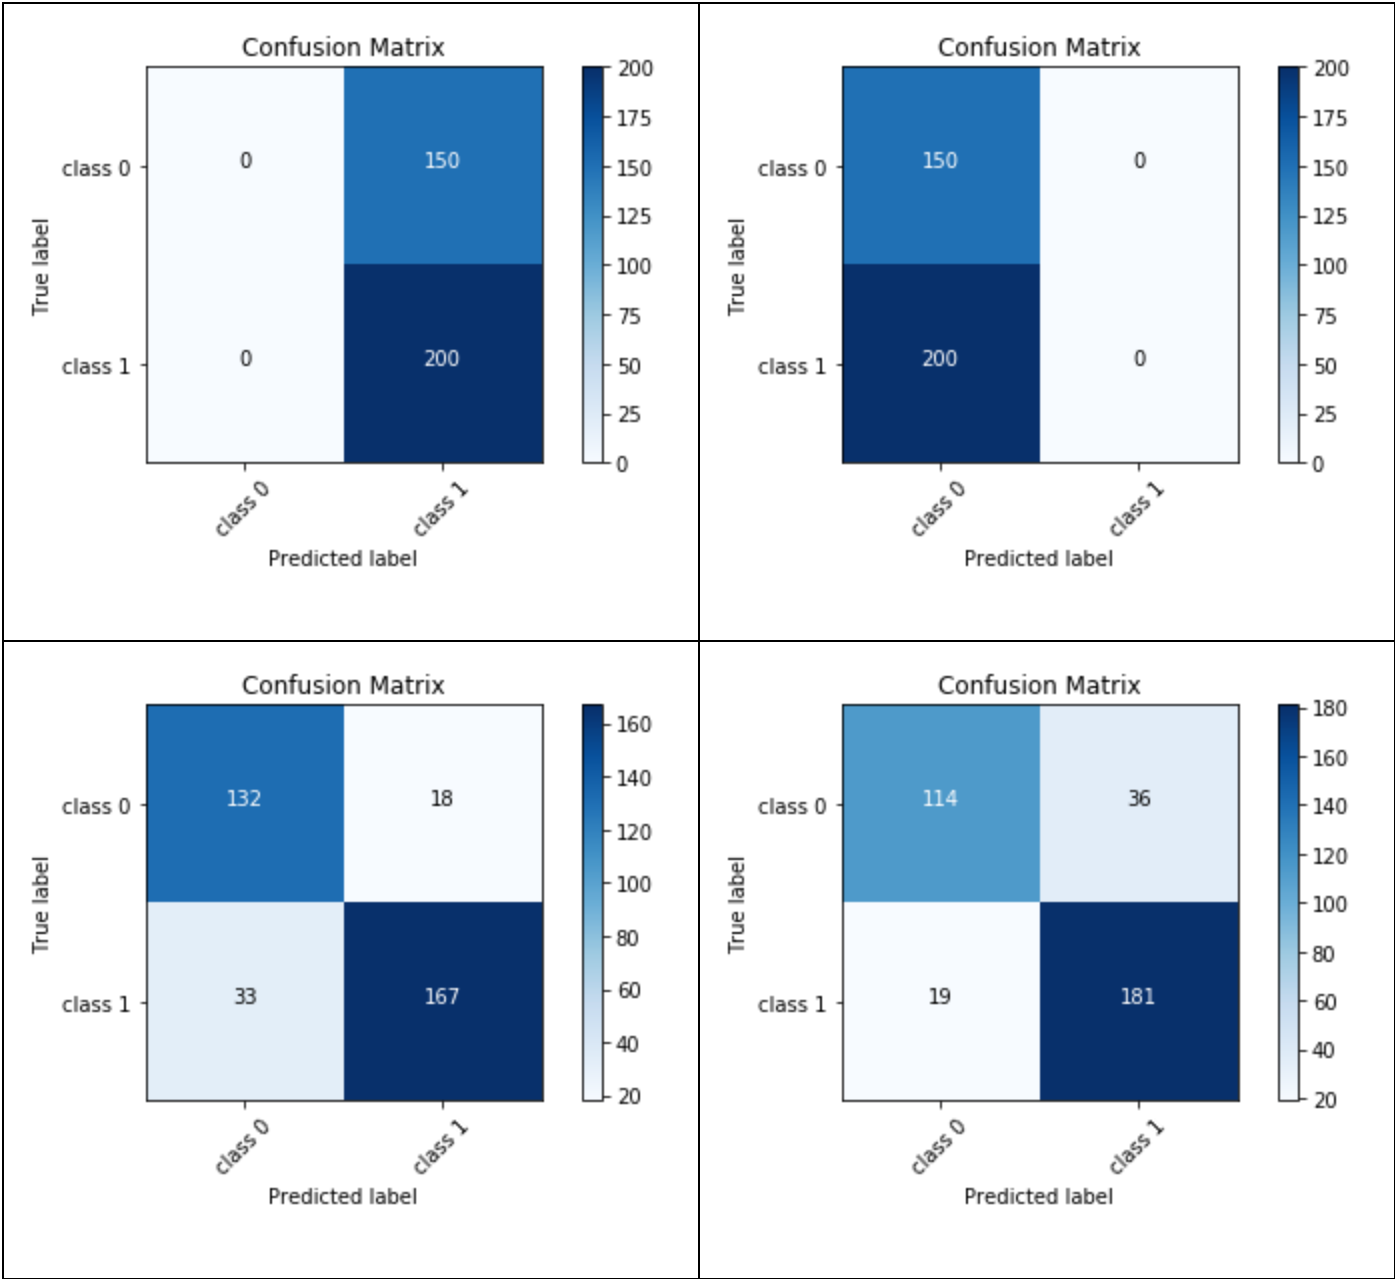 Confusion Matrix
True label
class 0
class 1
0
150
0
200
class 0
class 1
Predicted label
200
175
150
125
100
75
50
25
0
Confusion Matrix
True label
class 0
class 1
150
0
200
0
class 0
class 1
Predicted label
200
175
150
125
100
75
50
25
0
Confusion Matrix
True label
class 0
class 1
132
18
33
167
class 0
class 1
Predicted label
160
140
120
100
80
60
40
20
Confusion Matrix
True label
class 0
class 1
114
36
19
181
class 0
class 1
Predicted label
180
160
140
120
100
80
60
40
20